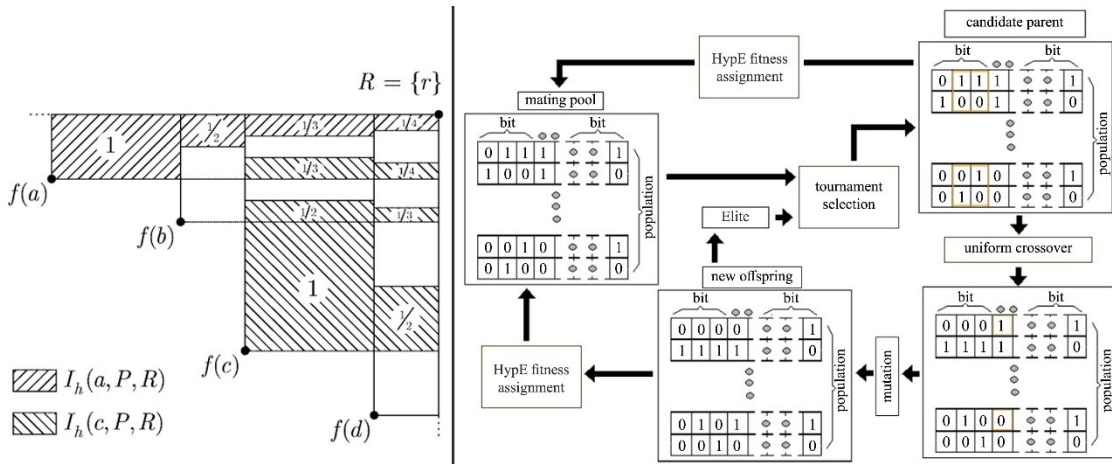 R = {r}
1
1/2
1/3
1/4
1/3
1/4
f(a)
1/2
1/3
f(b)
1
1/2
f(c)
I_h(a, P, R)
I_h(c, P, R)
f(d)
candidate parent
HypE fitness
assignment
bit
bit
0 1 1 1 1
1 0 0 1 0
0 0 1 0 1
0 1 0 0 0
population
mating pool
bit
bit
0 1 1 1 1
1 0 0 1 0
0 0 1 0 1
0 1 0 0 0
population
tournament
selection
Elite
uniform crossover
new offspring
bit
bit
0 0 0 0 1
1 1 1 1 0
0 1 0 0 1
0 0 1 0 0
population
bit
bit
0 0 0 1 1
1 1 1 1 0
0 1 0 0 1
0 0 1 0 0
population
mutation
HypE fitness
assignment